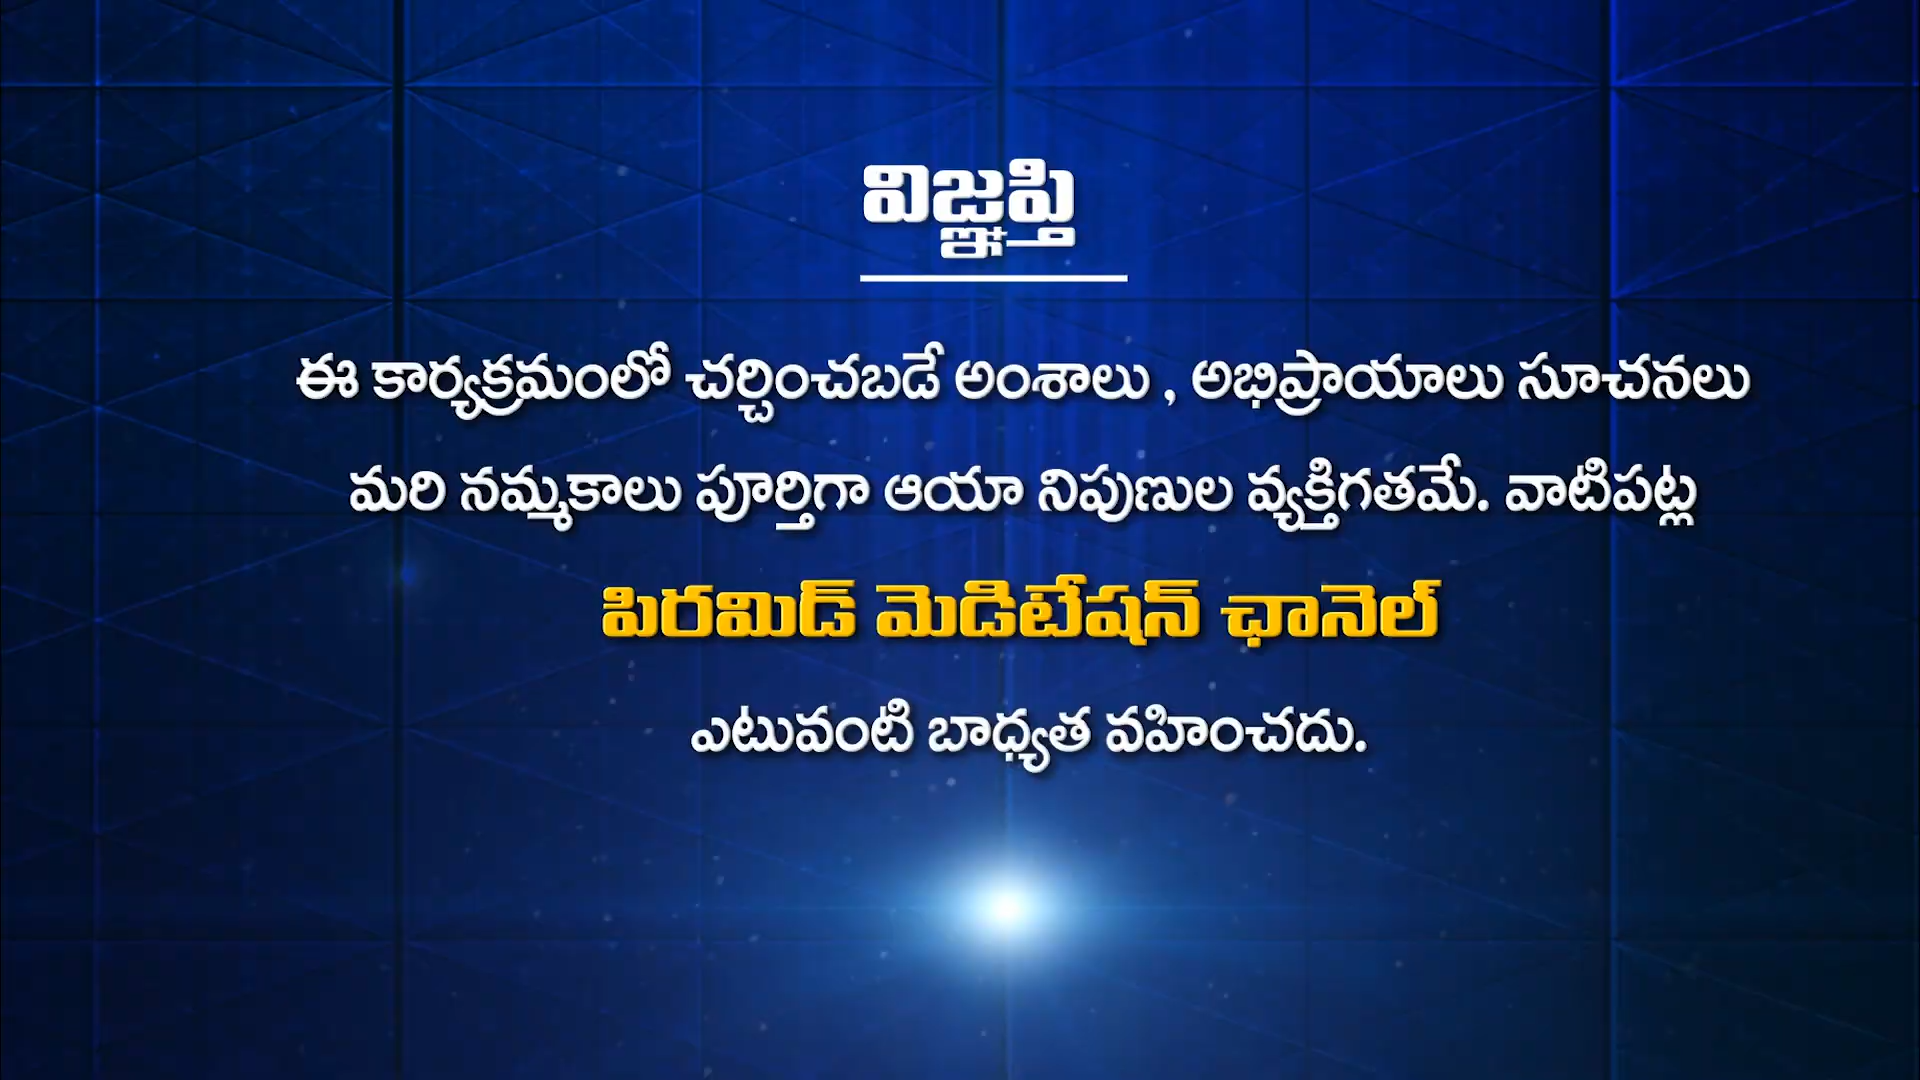 విజ్ఞప్తి
ఈ కార్యక్రమంలో చర్చించబడే అంశాలు , అభిప్రాయాలు సూచనలు
మరి నమ్మకాలు పూర్తిగా ఆయా నిపుణుల వ్యక్తిగతమే. వాటిపట్ల
పిరమిడ్ మెడిటేషన్ ఛానెల్
ఎటువంటి బాధ్యత వహించదు.